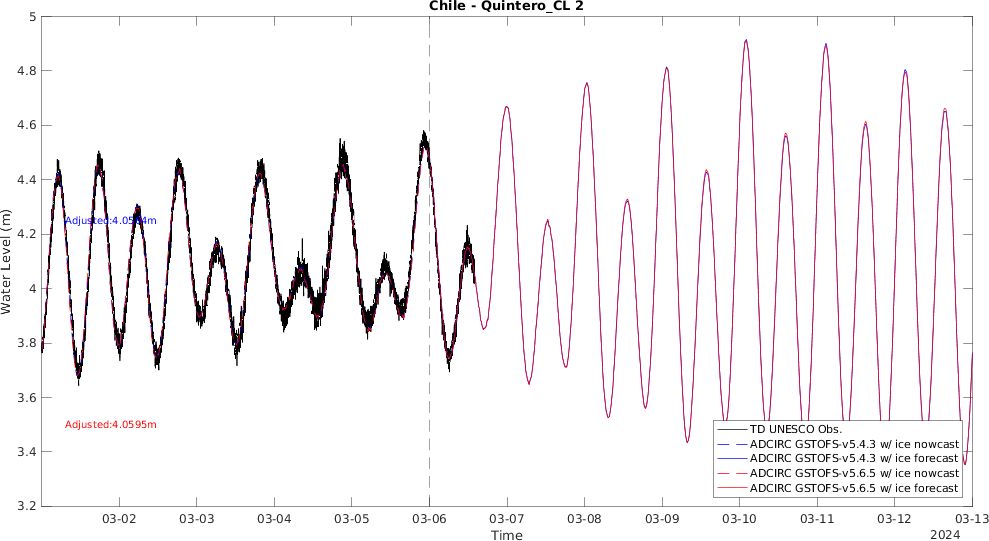 Chile - Quintero_CL 2
5
4.8
4.6
4.4
4.2
4
3.8
3.6
3.4
3.2
Water Level (m)
Adjusted:4.0595m
TD UNESCO Obs.
ADCIRC GSTOFS-v5.4.3 w/ ice nowcast
ADCIRC GSTOFS-v5.4.3 w/ ice forecast
ADCIRC GSTOFS-v5.6.5 w/ ice nowcast
ADCIRC GSTOFS-v5.6.5 w/ ice forecast
03-02 03-03 03-04 03-05 03-06 03-07 03-08 03-09 03-10 03-11 03-12 03-13
Time
2024